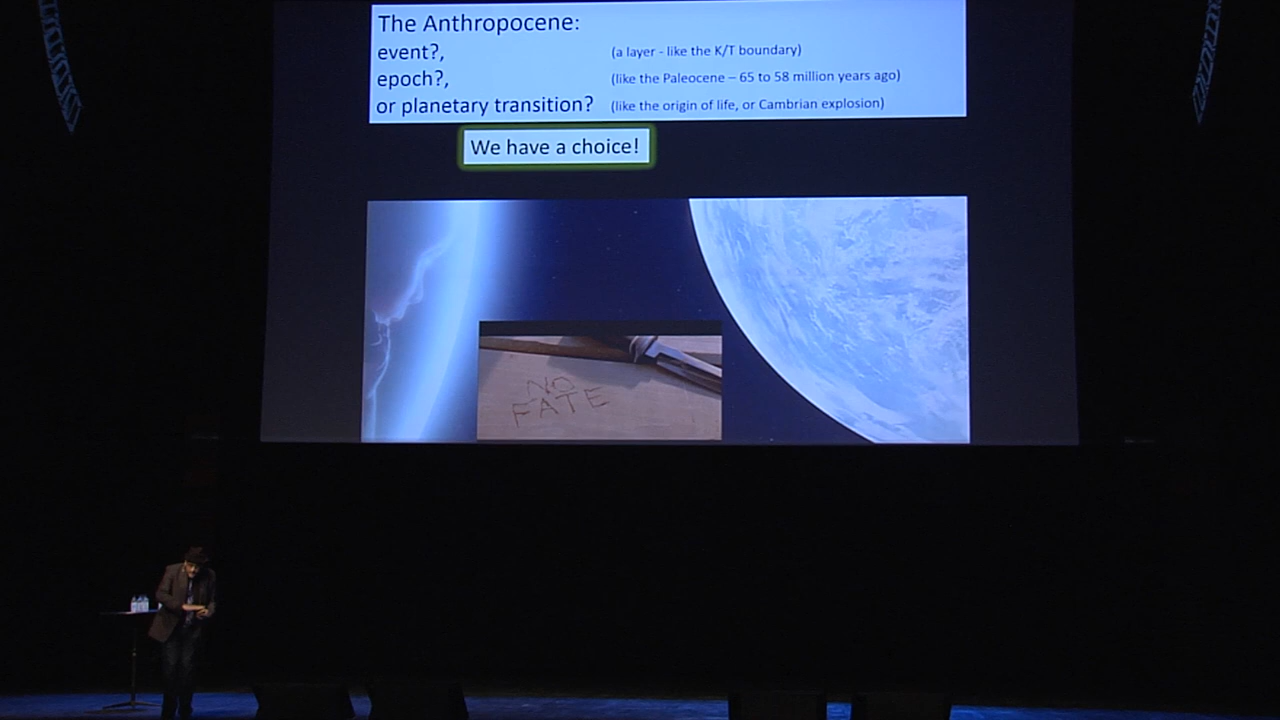 The Anthropocene:
event?, (a layer - like the K/T boundary)
epoch?, (like the Paleocene – 65 to 58 million years ago)
or planetary transition? (like the origin of life, or Cambrian explosion)
We have a choice!
NO
FATE